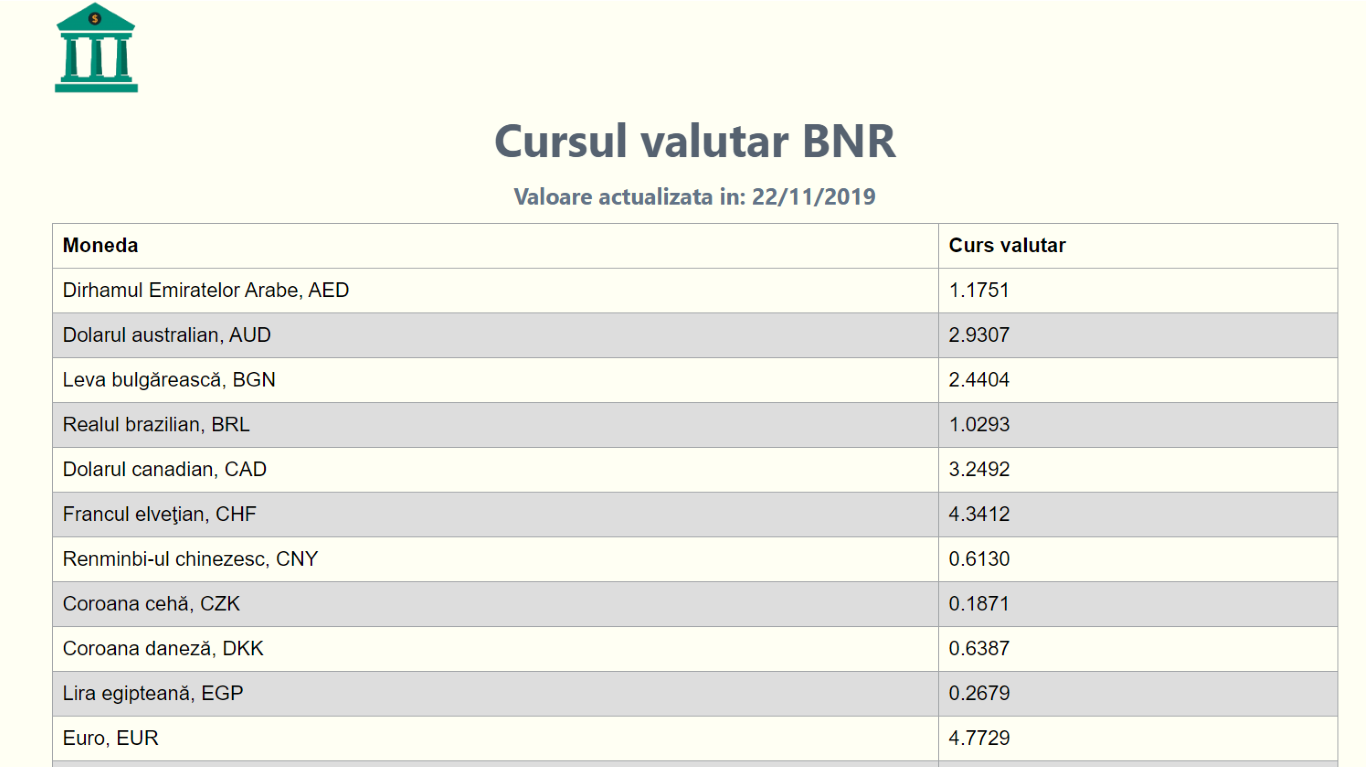 $
Cursul valutar BNR
Valoare actualizata in: 22/11/2019
Moneda Curs valutar
Dirhamul Emiratelor Arabe, AED 1.1751
Dolarul australian, AUD 2.9307
Leva bulgărească, BGN 2.4404
Realul brazilian, BRL 1.0293
Dolarul canadian, CAD 3.2492
Francul elveţian, CHF 4.3412
Renminbi-ul chinezesc, CNY 0.6130
Coroana cehă, CZK 0.1871
Coroana daneză, DKK 0.6387
Lira egipteană, EGP 0.2679
Euro, EUR 4.7729